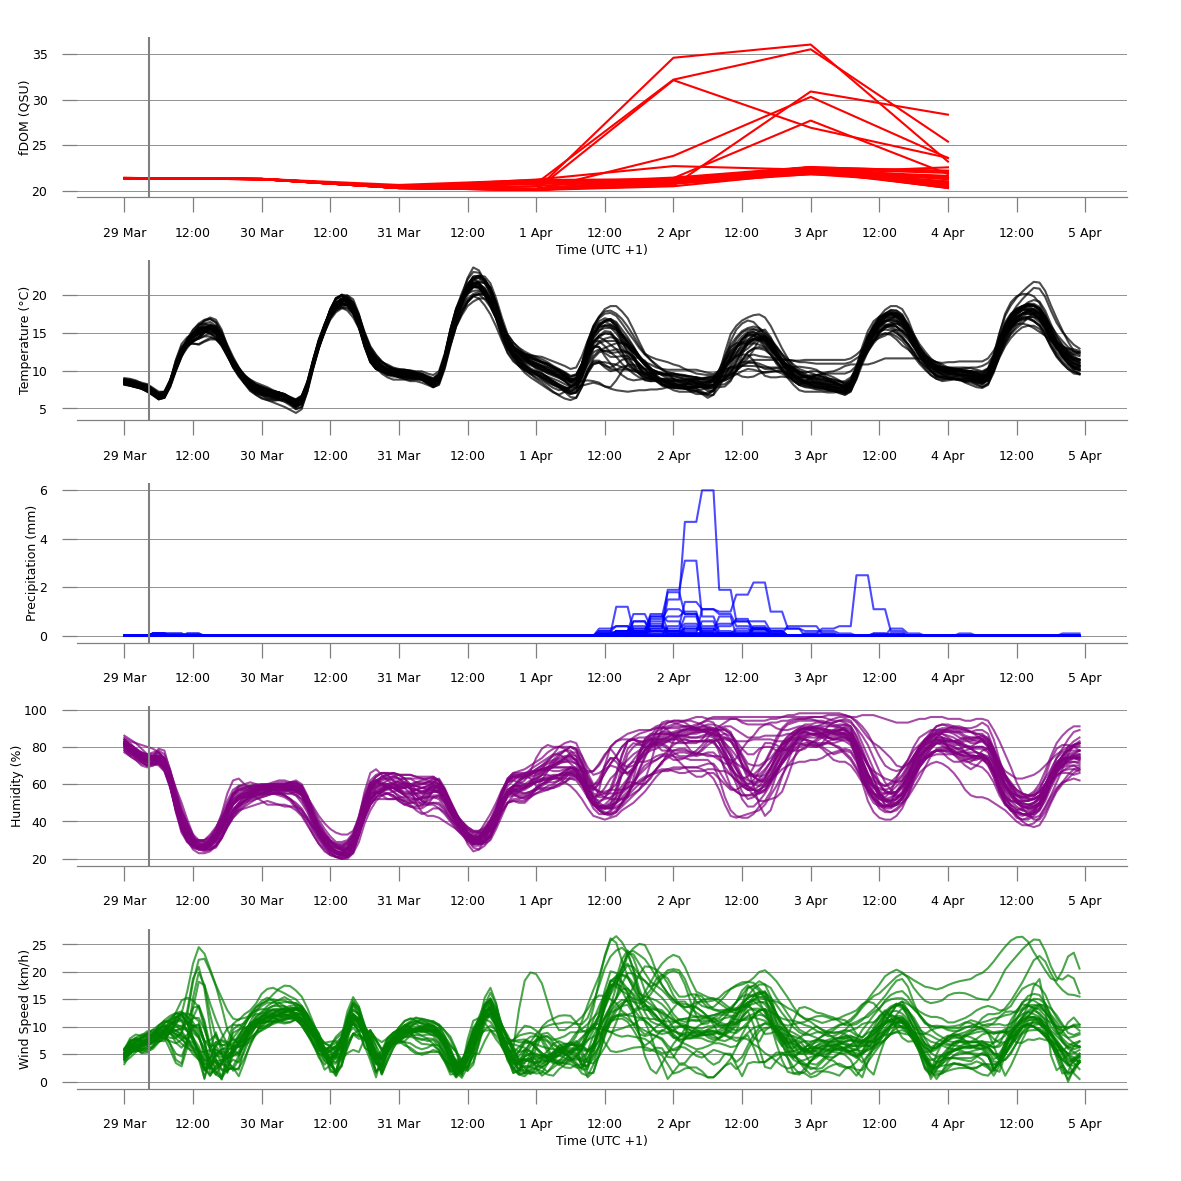 35
30
25
20
fDOM (QSU)
29 Mar 12:00 30 Mar 12:00 31 Mar 12:00 1 Apr 12:00 2 Apr 12:00 3 Apr 12:00 4 Apr 12:00 5 Apr
Time (UTC +1)
20
15
10
5
Temperature (°C)
29 Mar 12:00 30 Mar 12:00 31 Mar 12:00 1 Apr 12:00 2 Apr 12:00 3 Apr 12:00 4 Apr 12:00 5 Apr
6
4
2
0
Precipitation (mm)
29 Mar 12:00 30 Mar 12:00 31 Mar 12:00 1 Apr 12:00 2 Apr 12:00 3 Apr 12:00 4 Apr 12:00 5 Apr
100
80
60
40
20
Humidity (%)
29 Mar 12:00 30 Mar 12:00 31 Mar 12:00 1 Apr 12:00 2 Apr 12:00 3 Apr 12:00 4 Apr 12:00 5 Apr
25
20
15
10
5
0
Wind Speed (km/h)
29 Mar 12:00 30 Mar 12:00 31 Mar 12:00 1 Apr 12:00 2 Apr 12:00 3 Apr 12:00 4 Apr 12:00 5 Apr
Time (UTC +1)